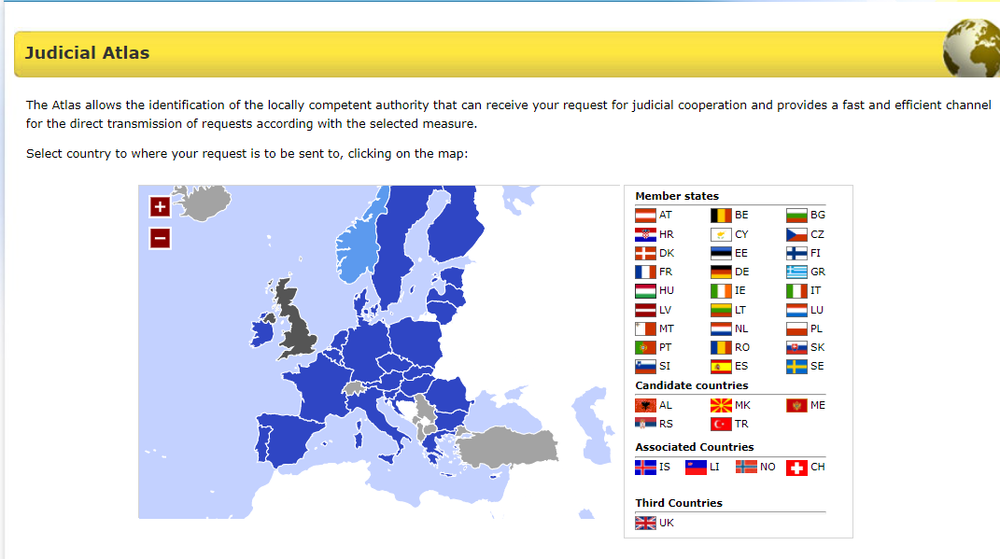 Judicial Atlas
The Atlas allows the identification of the locally competent authority that can receive your request for judicial cooperation and provides a fast and efficient channel
for the direct transmission of requests according with the selected measure.
Select country to where your request is to be sent to, clicking on the map:
+
−
Member states
AT BE BG
HR CY CZ
DK EE FI
FR DE GR
HU IE IT
LV LT LU
MT NL PL
PT RO SK
SI ES SE
Candidate countries
AL MK ME
RS TR
Associated Countries
IS LI NO CH
Third Countries
UK